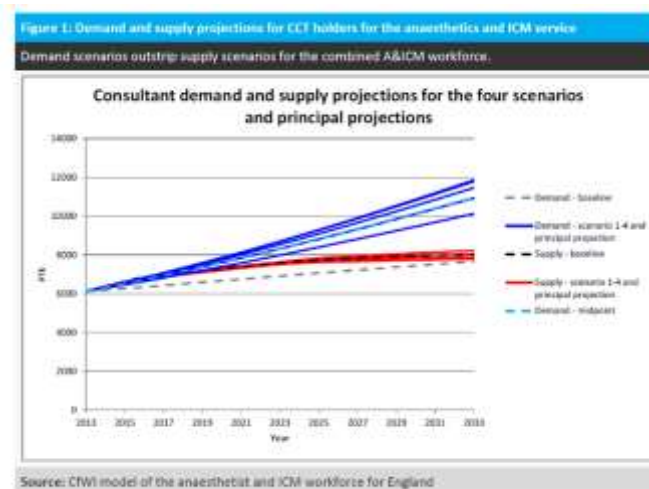 Figure 1: Demand and supply projections for CCT holders for the anaesthetics and ICM service
Demand scenarios outstrip supply scenarios for the combined A&ICM workforce.
Consultant demand and supply projections for the four scenarios
and principal projections
14000
12000
10000
8000
6000
4000
2000
0
FTE
2013 2015 2017 2019 2021 2023 2025 2027 2029 2031 2033
Year
Demand - baseline
Demand - scenario 1-4 and
principal projection
Supply - baseline
Supply - scenario 1-4 and
principal projection
Demand - midpoint
Source: CfWI model of the anaesthetist and ICM workforce for England